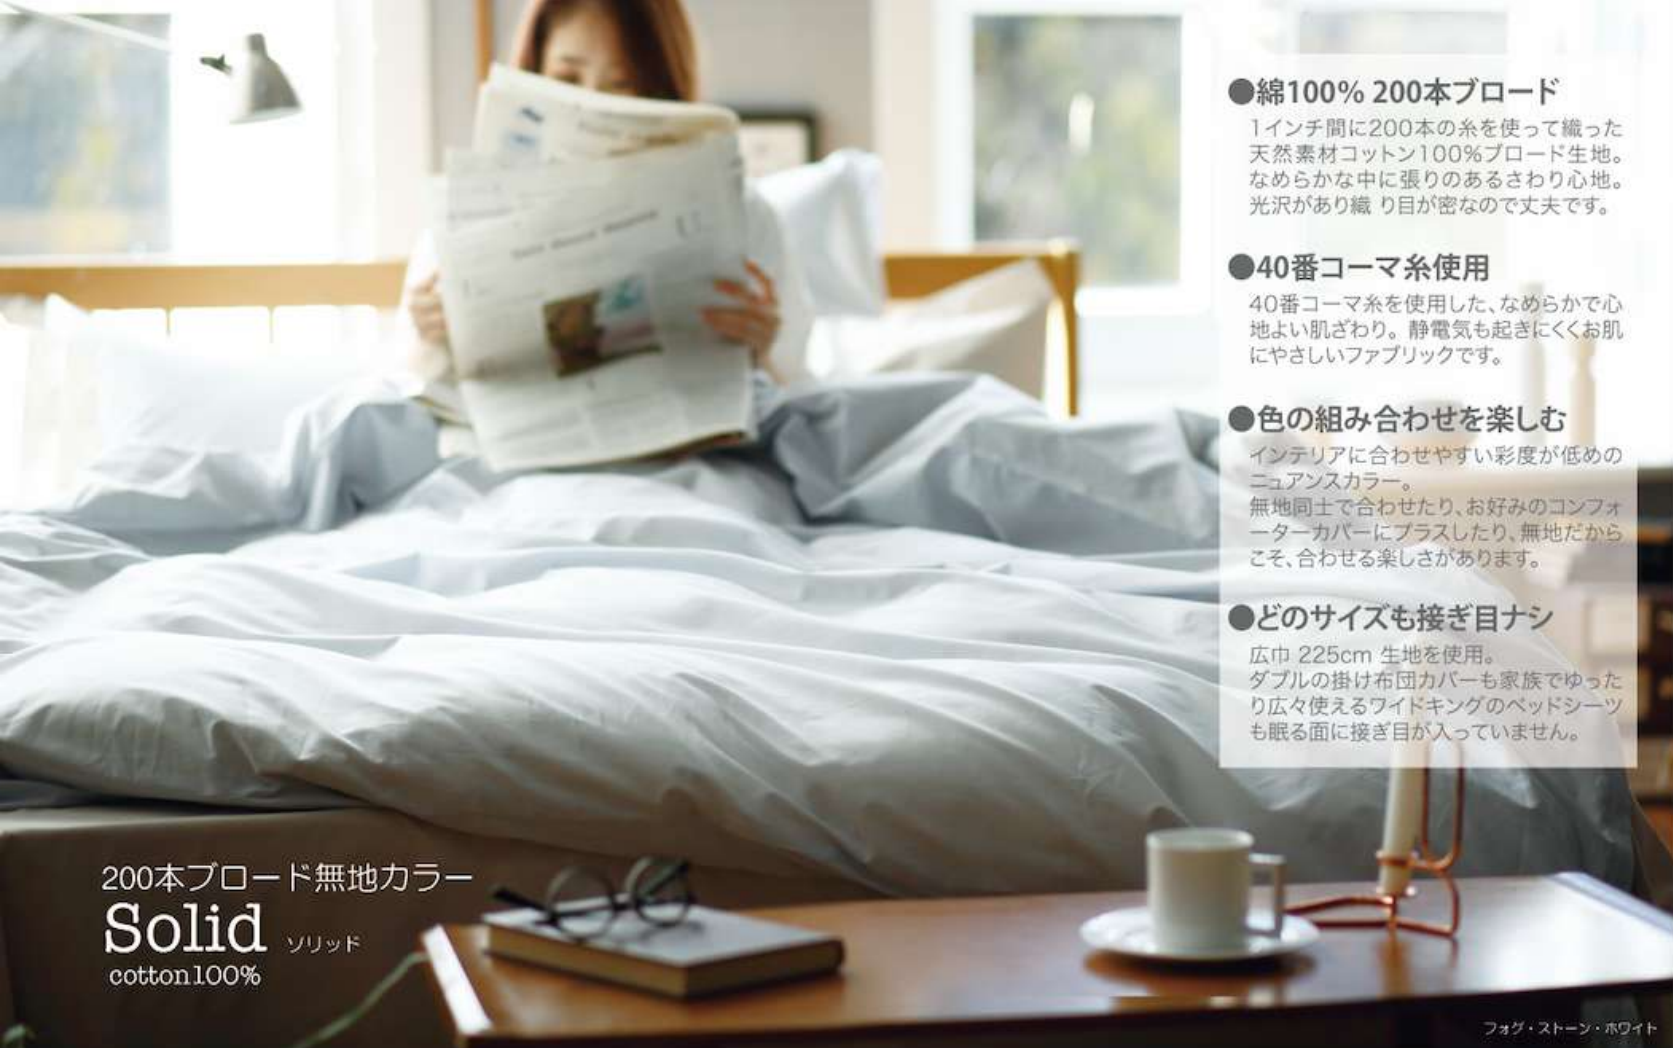 ●綿100% 200本ブロード
1インチ間に200本の糸を使って織った
天然素材コットン100%ブロード生地。
なめらかな中に張りのあるさわり心地。
光沢があり織 り目が密なので丈夫です。
●40番コーマ糸使用
40番コーマ糸を使用した、なめらかで心
地よい肌ざわり。静電気も起きにくくお肌
にやさしいファブリックです。
●色の組み合わせを楽しむ
インテリアに合わせやすい彩度が低めの
ニュアンスカラー。
無地同士で合わせたり、お好みのコンフォ
ーターカバーにプラスしたり、無地だから
こそ、合わせる楽しさがあります。
●どのサイズも接ぎ目ナシ
広巾 225cm 生地を使用。
ダブルの掛け布団カバーも家族でゆった
り広々使えるワイドキングのベッドシーツ
も眠る面に接ぎ目が入っていません。
200本ブロード無地カラー
Solid ソリッド
cotton100%
フォグ・ストーン・ホワイト